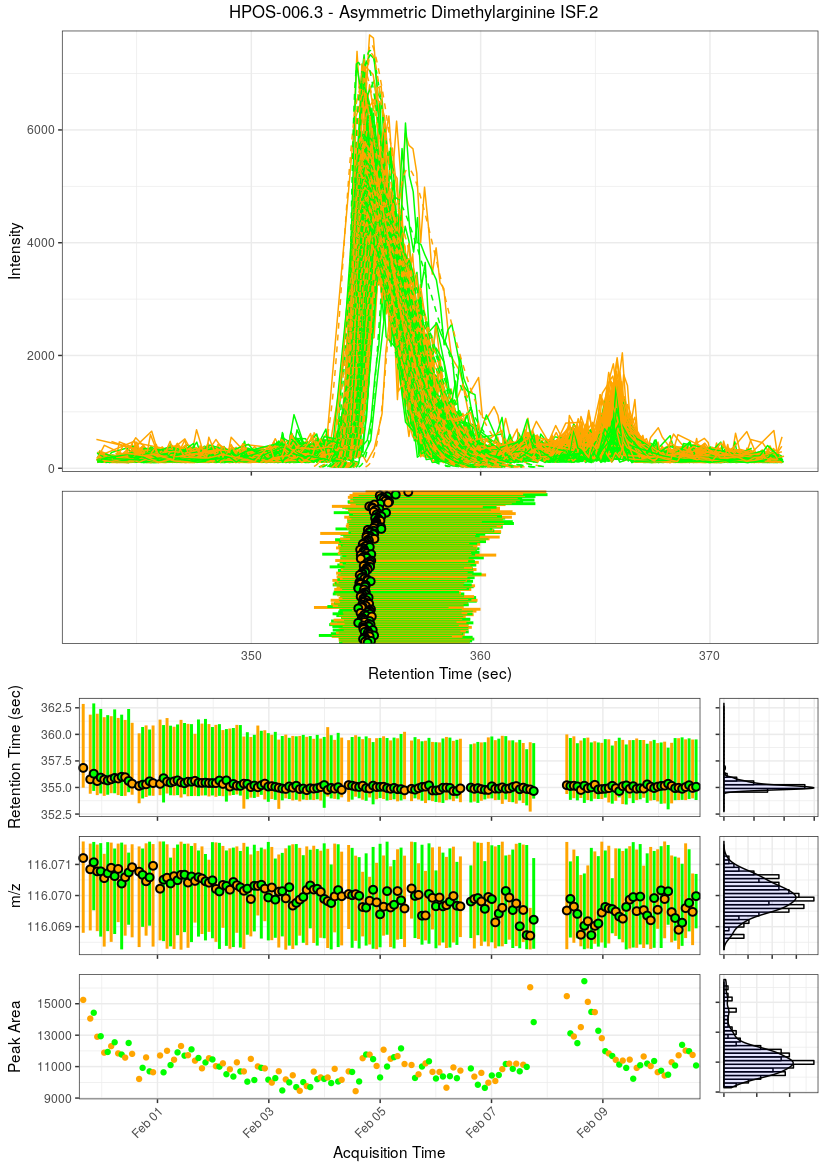 HPOS-006.3 - Asymmetric Dimethylarginine ISF.2
Intensity
6000
4000
2000
0
350 360 370
Retention Time (sec)
Retention Time (sec)
362.5
360.0
357.5
355.0
352.5
m/z
116.071
116.070
116.069
Peak Area
15000
13000
11000
9000
Feb 01 Feb 03 Feb 05 Feb 07 Feb 09
Acquisition Time